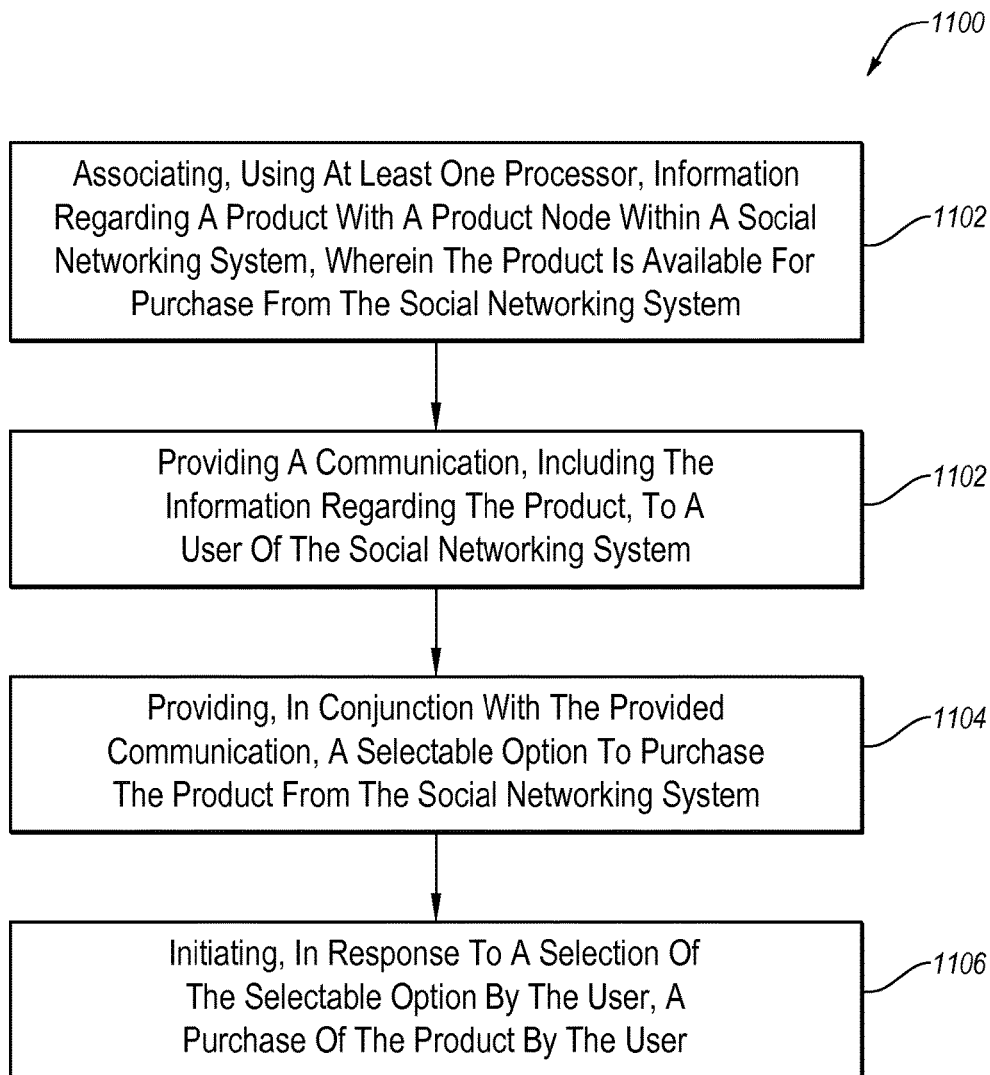 1100
Associating, Using At Least One Processor, Information
Regarding A Product With A Product Node Within A Social
Networking System, Wherein The Product Is Available For
Purchase From The Social Networking System
1102
Providing A Communication, Including The
Information Regarding The Product, To A
User Of The Social Networking System
1102
Providing, In Conjunction With The Provided
Communication, A Selectable Option To Purchase
The Product From The Social Networking System
1104
Initiating, In Response To A Selection Of
The Selectable Option By The User, A
Purchase Of The Product By The User
1106